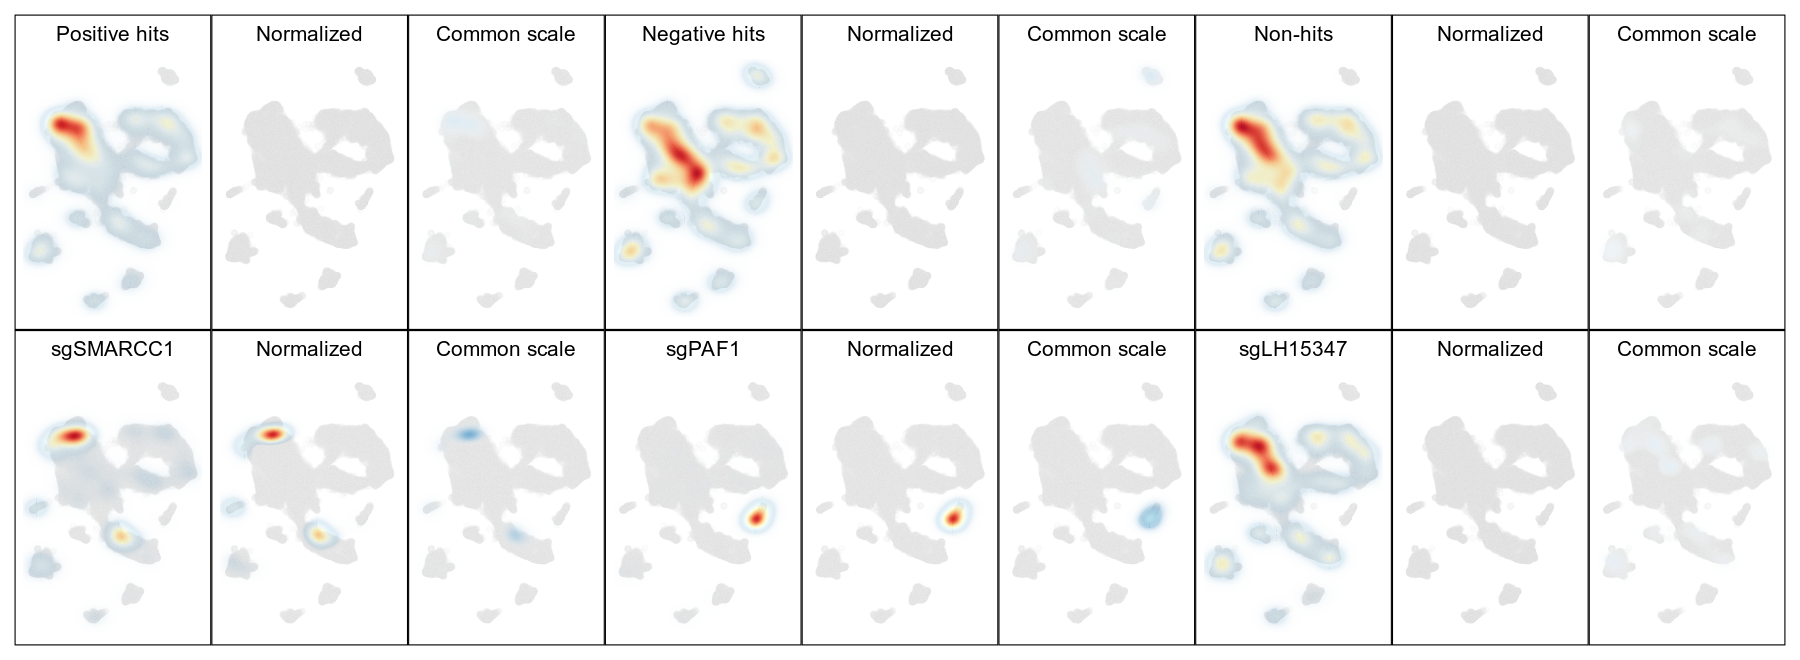 Positive hits
Normalized
Common scale
Negative hits
Normalized
Common scale
Non-hits
Normalized
Common scale
sgSMARCC1
Normalized
Common scale
sgPAF1
Normalized
Common scale
sgLH15347
Normalized
Common scale